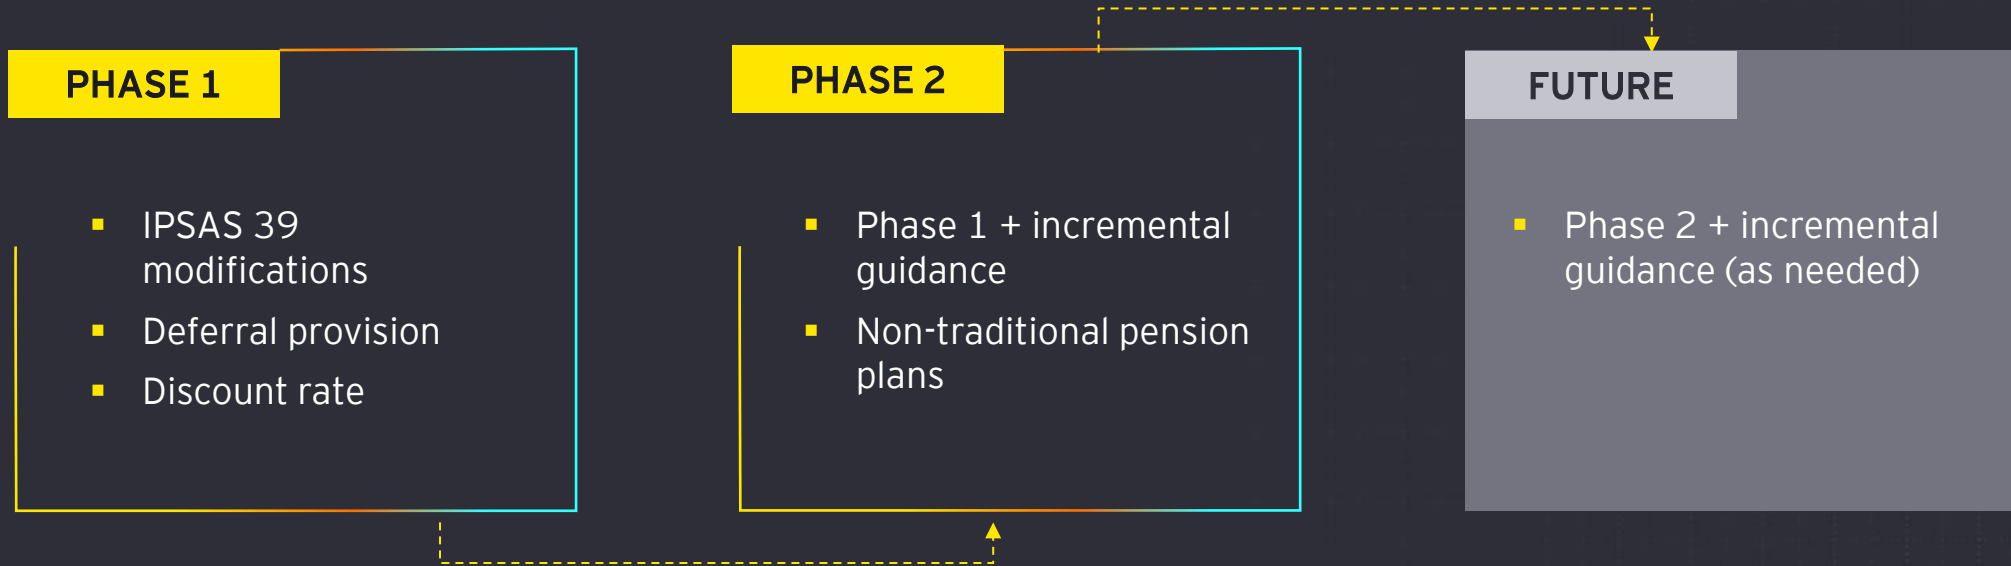 PHASE 1
IPSAS 39
modifications
Deferral provision
Discount rate
PHASE 2
Phase 1 + incremental
guidance
Non-traditional pension
plans
FUTURE
Phase 2 + incremental
guidance (as needed)